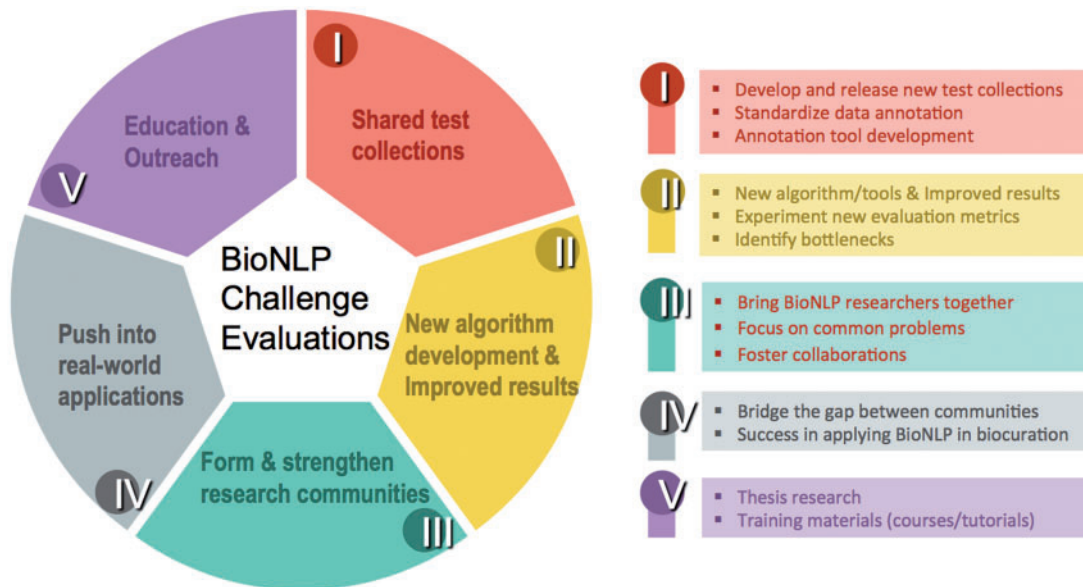 I
Shared test
collections
II
New algorithm
development &
Improved results
III
Form & strengthen
research communities
IV
Push into
real-world
applications
V
Education &
Outreach
BioNLP
Challenge
Evaluations
I
▪ Develop and release new test collections
▪ Standardize data annotation
▪ Annotation tool development
II
▪ New algorithm/tools & Improved results
▪ Experiment new evaluation metrics
▪ Identify bottlenecks
III
▪ Bring BioNLP researchers together
▪ Focus on common problems
▪ Foster collaborations
IV
▪ Bridge the gap between communities
▪ Success in applying BioNLP in biocuration
V
▪ Thesis research
▪ Training materials (courses/tutorials)